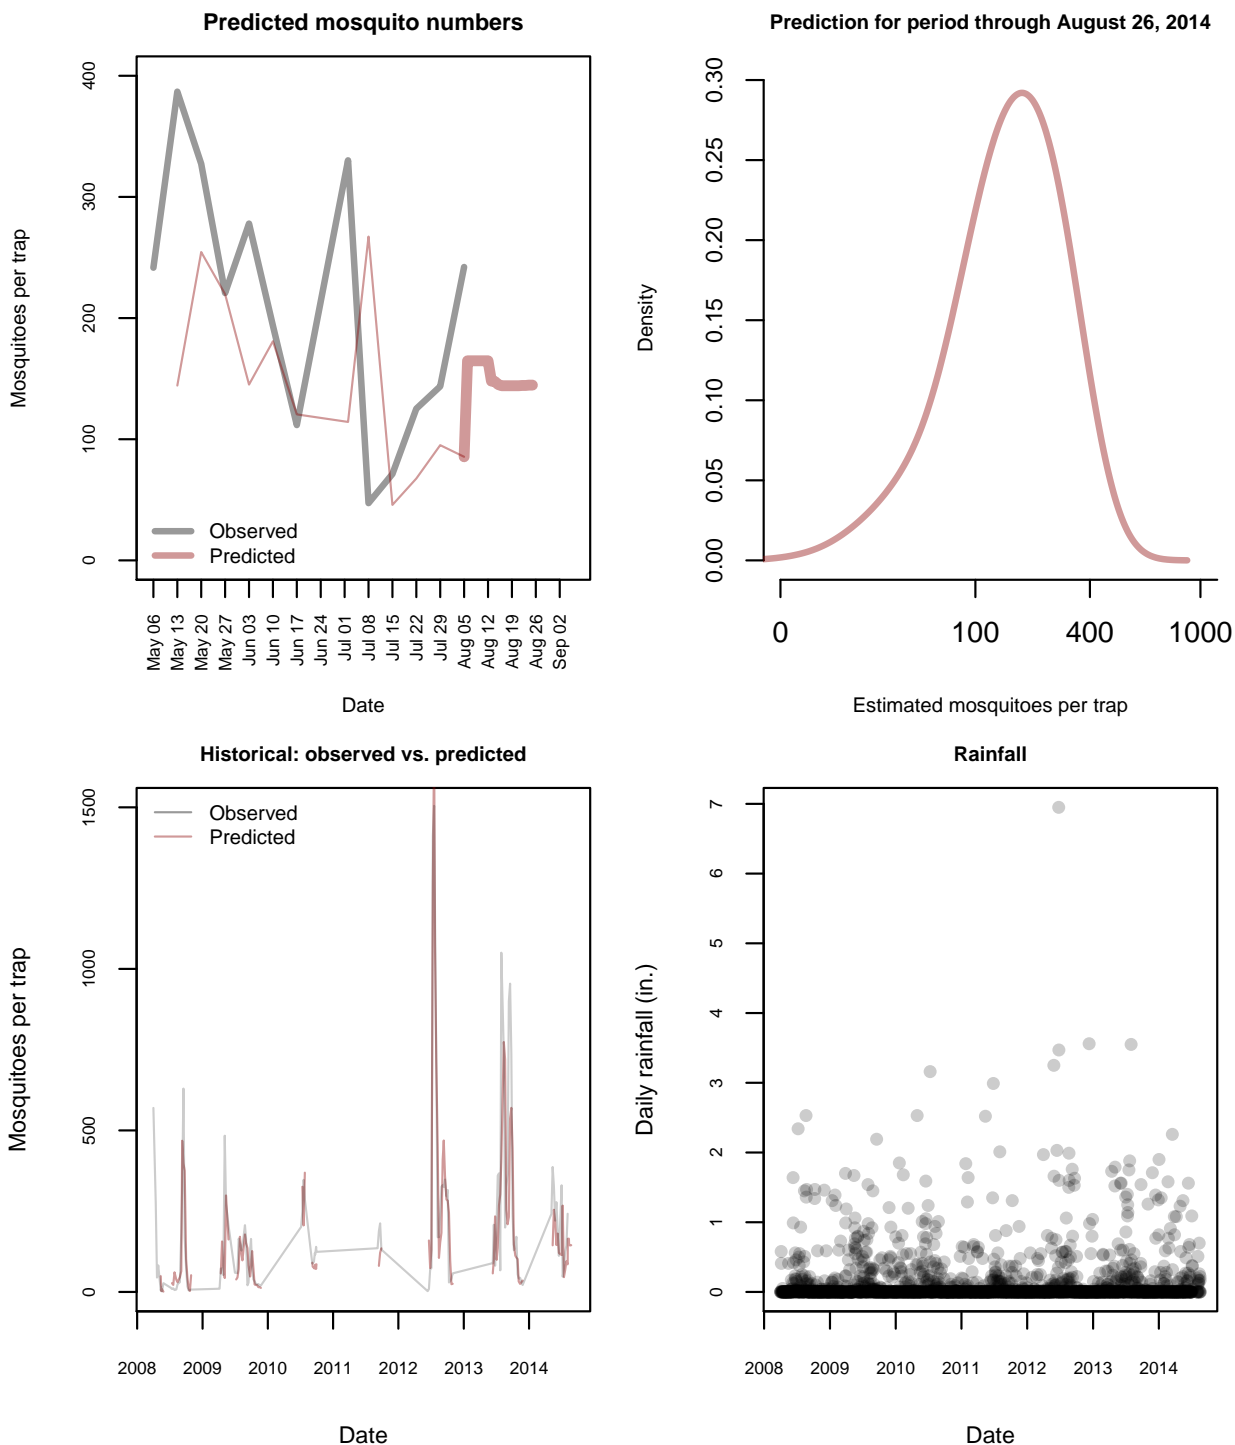 Predicted mosquito numbers
Mosquitoes per trap
400
300
200
100
0
Observed
Predicted
May 06
May 13
May 20
May 27
Jun 03
Jun 10
Jun 17
Jun 24
Jul 01
Jul 08
Jul 15
Jul 22
Jul 29
Aug 05
Aug 12
Aug 19
Aug 26
Sep 02
Date
Prediction for period through August 26, 2014
Density
0.30
0.25
0.20
0.15
0.10
0.05
0.00
0 100 400 1000
Estimated mosquitoes per trap
Historical: observed vs. predicted
Mosquitoes per trap
1500
1000
500
0
Observed
Predicted
2008 2009 2010 2011 2012 2013 2014
Date
Rainfall
Daily rainfall (in.)
7
6
5
4
3
2
1
0
2008 2009 2010 2011 2012 2013 2014
Date